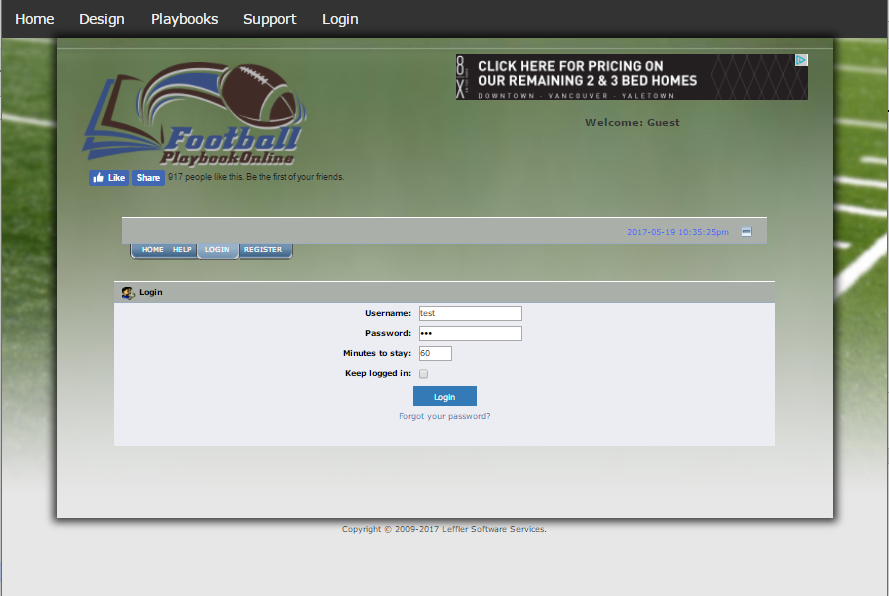 Home Design Playbooks Support Login
CLICK HERE FOR PRICING ON
OUR REMAINING 2 & 3 BED HOMES
DOWNTOWN - VANCOUVER - YALETOWN
Football
PlaybookOnline
Welcome: Guest
Like Share 917 people like this. Be the first of your friends.
2017-05-19 10:35:25pm
HOME HELP LOGIN REGISTER
Login
Username: test
Password: •••
Minutes to stay: 60
Keep logged in:
Login
Forgot your password?
Copyright © 2009-2017 Leffler Software Services.